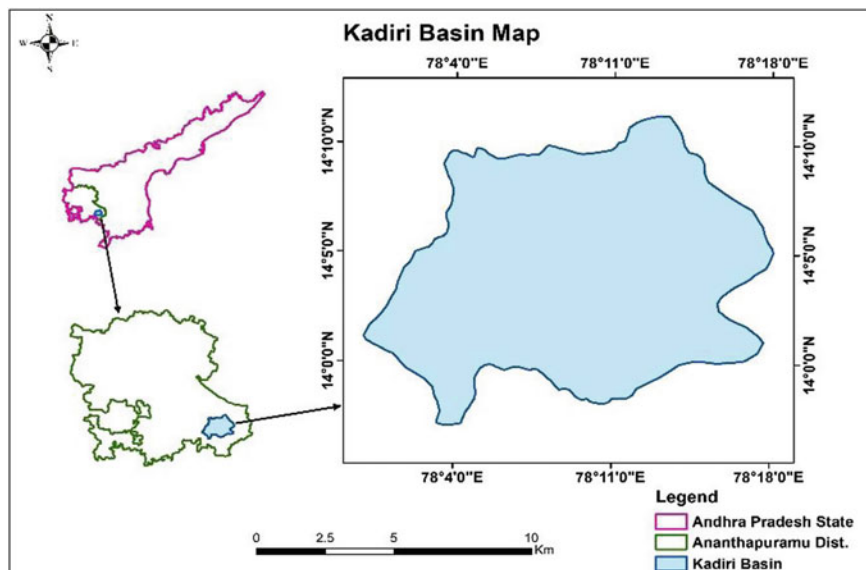 N
W E
S
Kadiri Basin Map
78°4'0"E 78°11'0"E 78°18'0"E
14°10'0"N 14°10'0"N
14°5'0"N 14°5'0"N
14°0'0"N 14°0'0"N
78°4'0"E 78°11'0"E 78°18'0"E
Legend
Andhra Pradesh State
Ananthapuramu Dist.
Kadiri Basin
0 2.5 5 10
Km